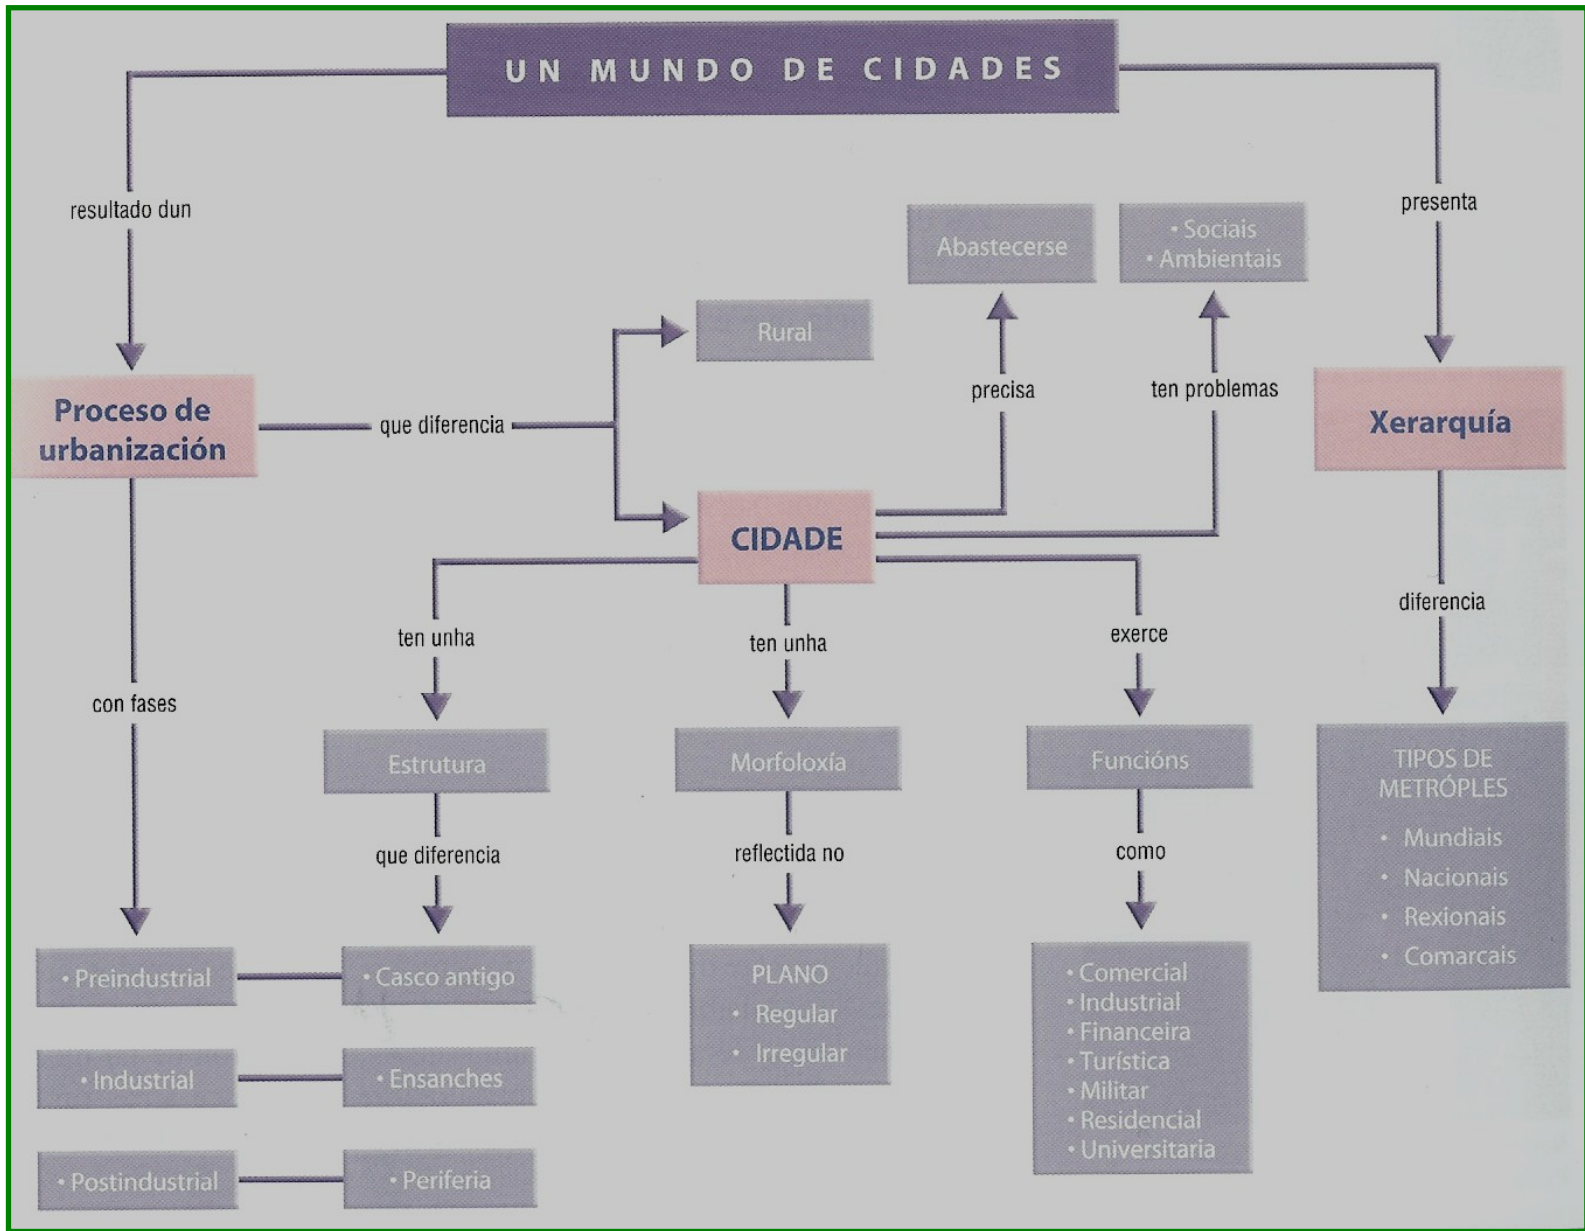 UN MUNDO DE CIDADES
resultado dun
presenta
Abastecerse
• Sociais
• Ambientais
Rural
precisa
ten problemas
Proceso de
urbanización
que diferencia
Xerarquía
CIDADE
ten unha
ten unha
exerce
diferencia
con fases
Estrutura
Morfoloxía
Funcións
TIPOS DE
METRÓPLES
• Mundiais
• Nacionais
• Rexionais
• Comarcais
que diferencia
reflectida no
como
• Preindustrial
• Casco antigo
• Industrial
• Ensanches
• Postindustrial
• Periferia
PLANO
• Regular
• Irregular
• Comercial
• Industrial
• Financeira
• Turística
• Militar
• Residencial
• Universitaria